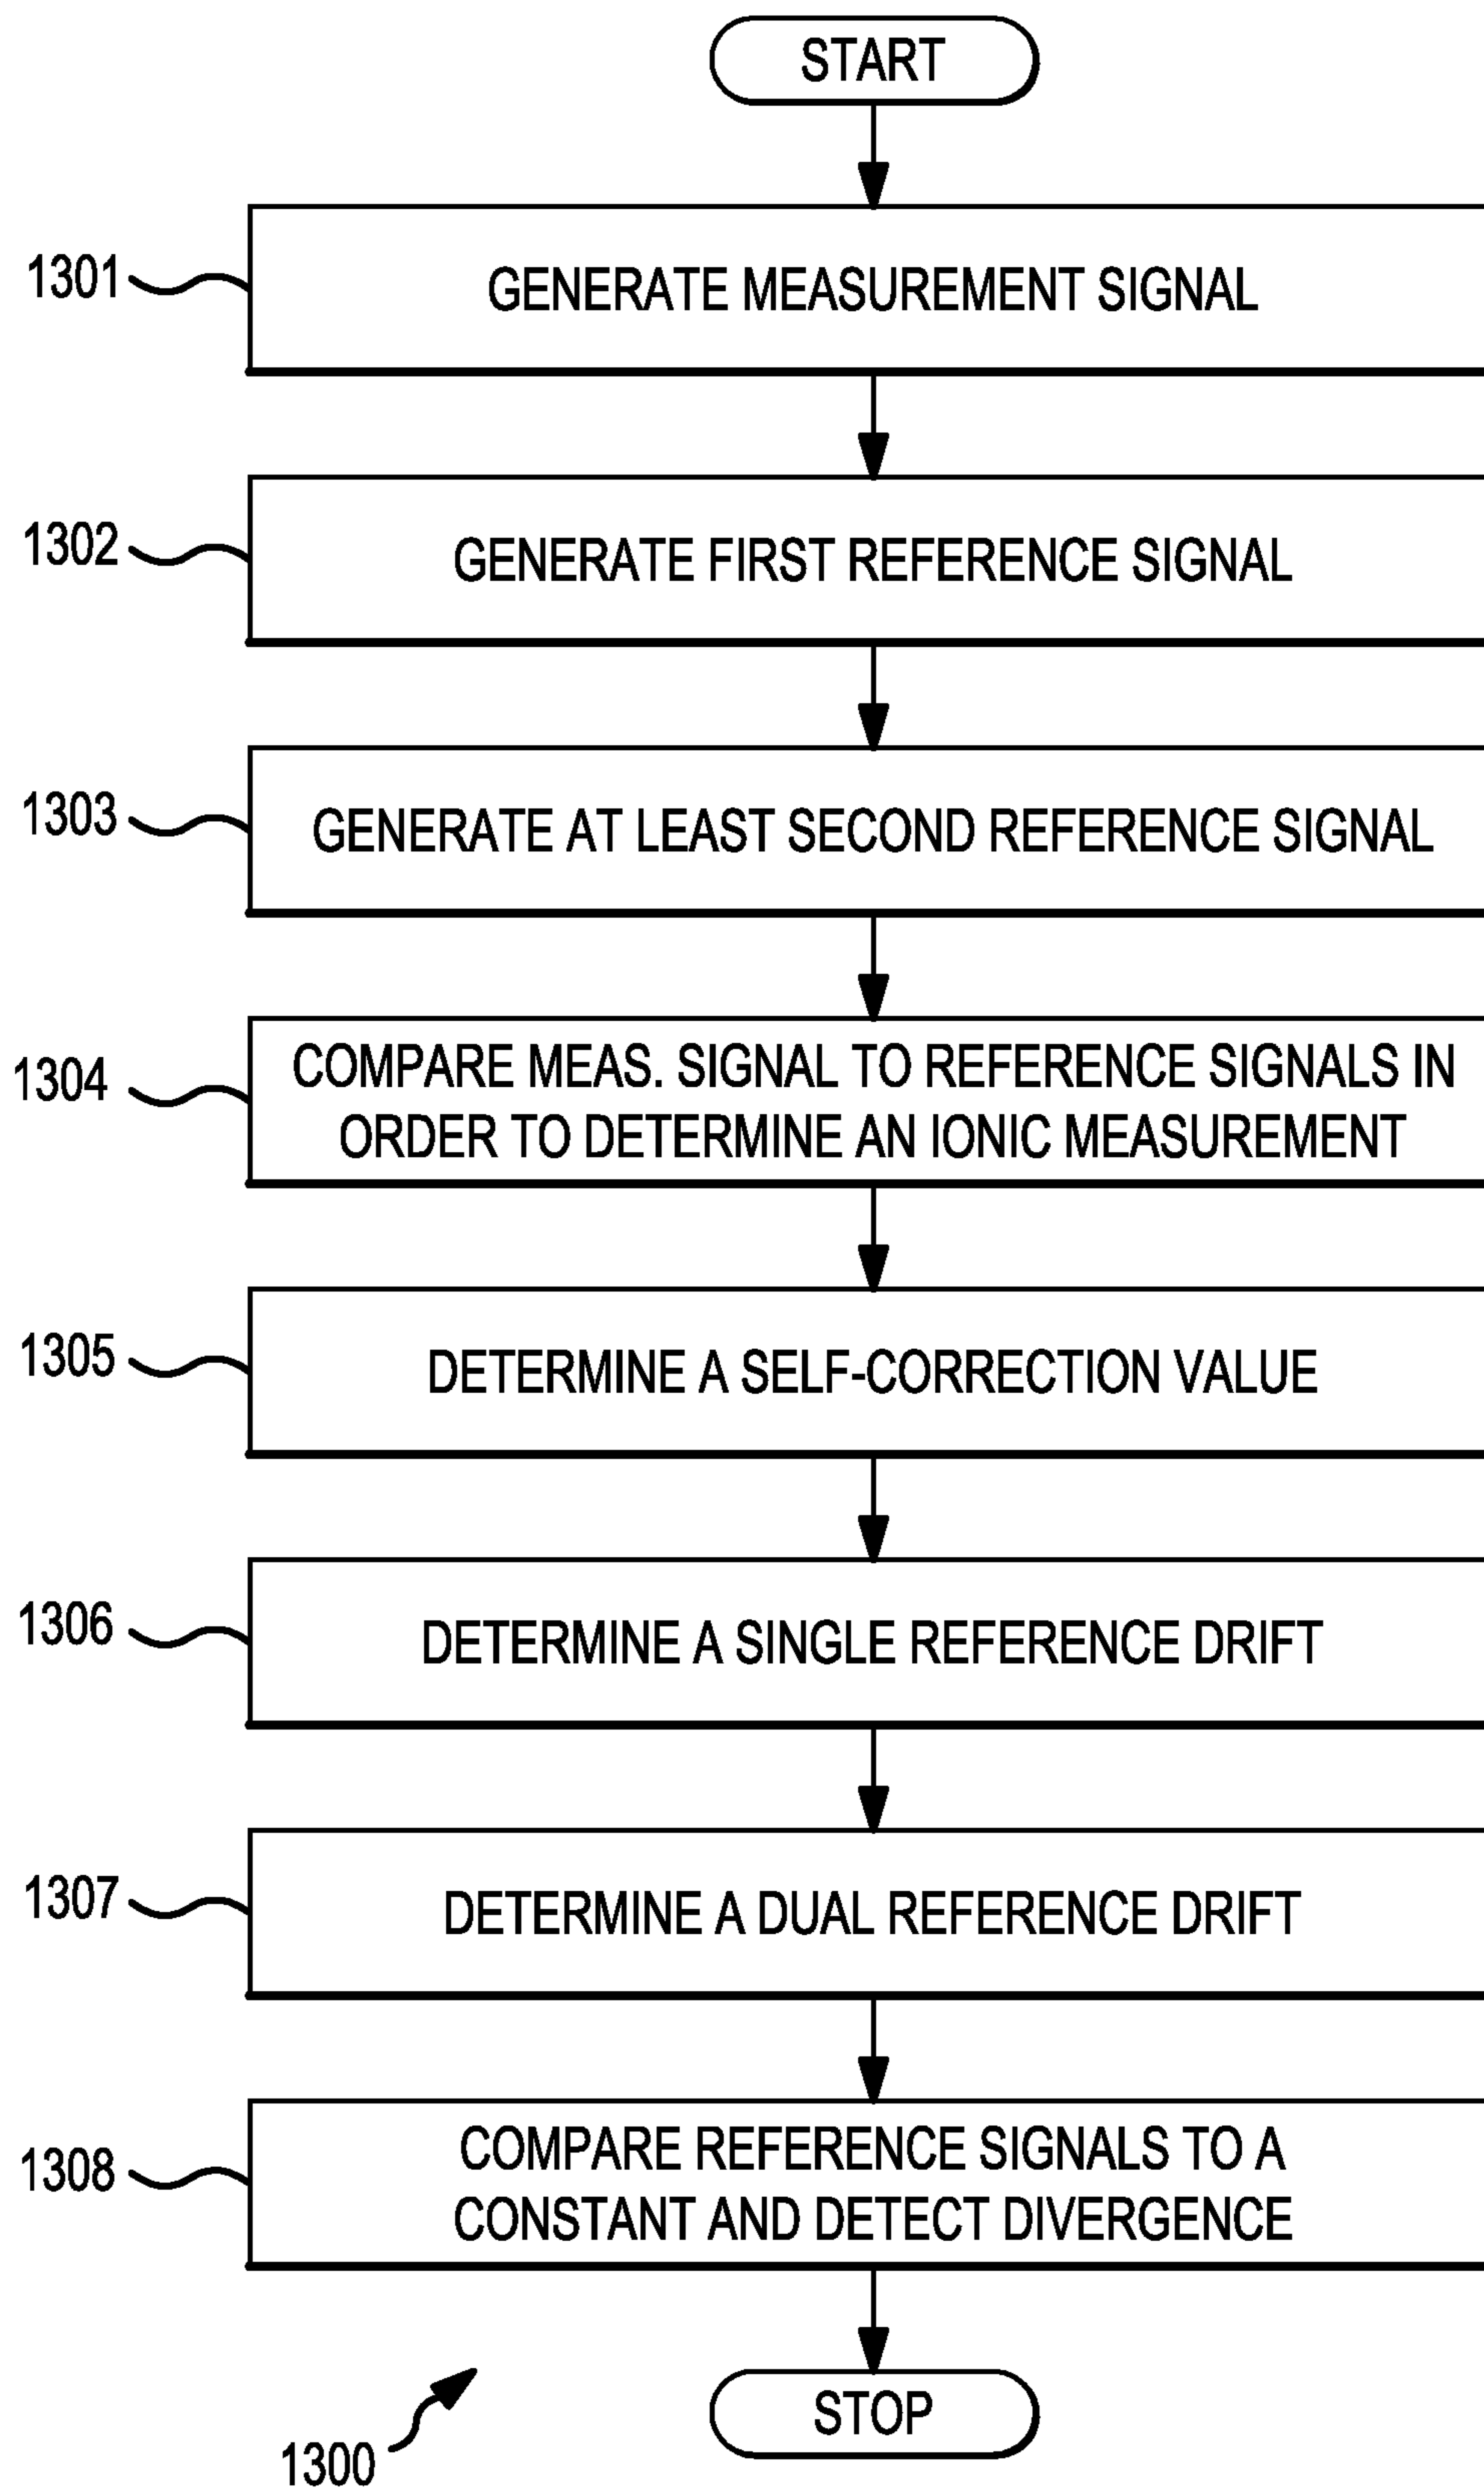 START
1301
GENERATE MEASUREMENT SIGNAL
1302
GENERATE FIRST REFERENCE SIGNAL
1303
GENERATE AT LEAST SECOND REFERENCE SIGNAL
1304
COMPARE MEAS. SIGNAL TO REFERENCE SIGNALS IN
ORDER TO DETERMINE AN IONIC MEASUREMENT
1305
DETERMINE A SELF-CORRECTION VALUE
1306
DETERMINE A SINGLE REFERENCE DRIFT
1307
DETERMINE A DUAL REFERENCE DRIFT
1308
COMPARE REFERENCE SIGNALS TO A
CONSTANT AND DETECT DIVERGENCE
STOP
1300